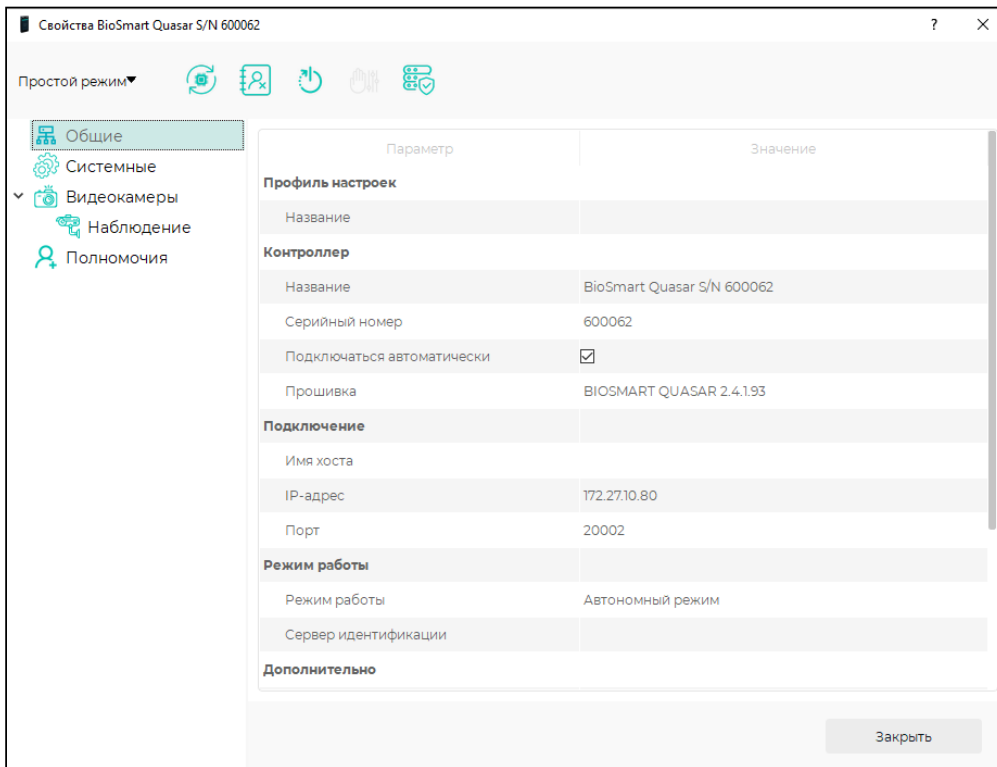 Свойства BioSmart Quasar S/N 600062 ? ×
Простой режим▼
Общие
Системные
Видеокамеры
Наблюдение
Полномочия
Параметр Значение
Профиль настроек
Название
Контроллер
Название BioSmart Quasar S/N 600062
Серийный номер 600062
Подключаться автоматически ☑
Прошивка BIOSMART QUASAR 2.4.1.93
Подключение
Имя хоста
IP-адрес 172.27.10.80
Порт 20002
Режим работы
Режим работы Автономный режим
Сервер идентификации
Дополнительно
Закрыть